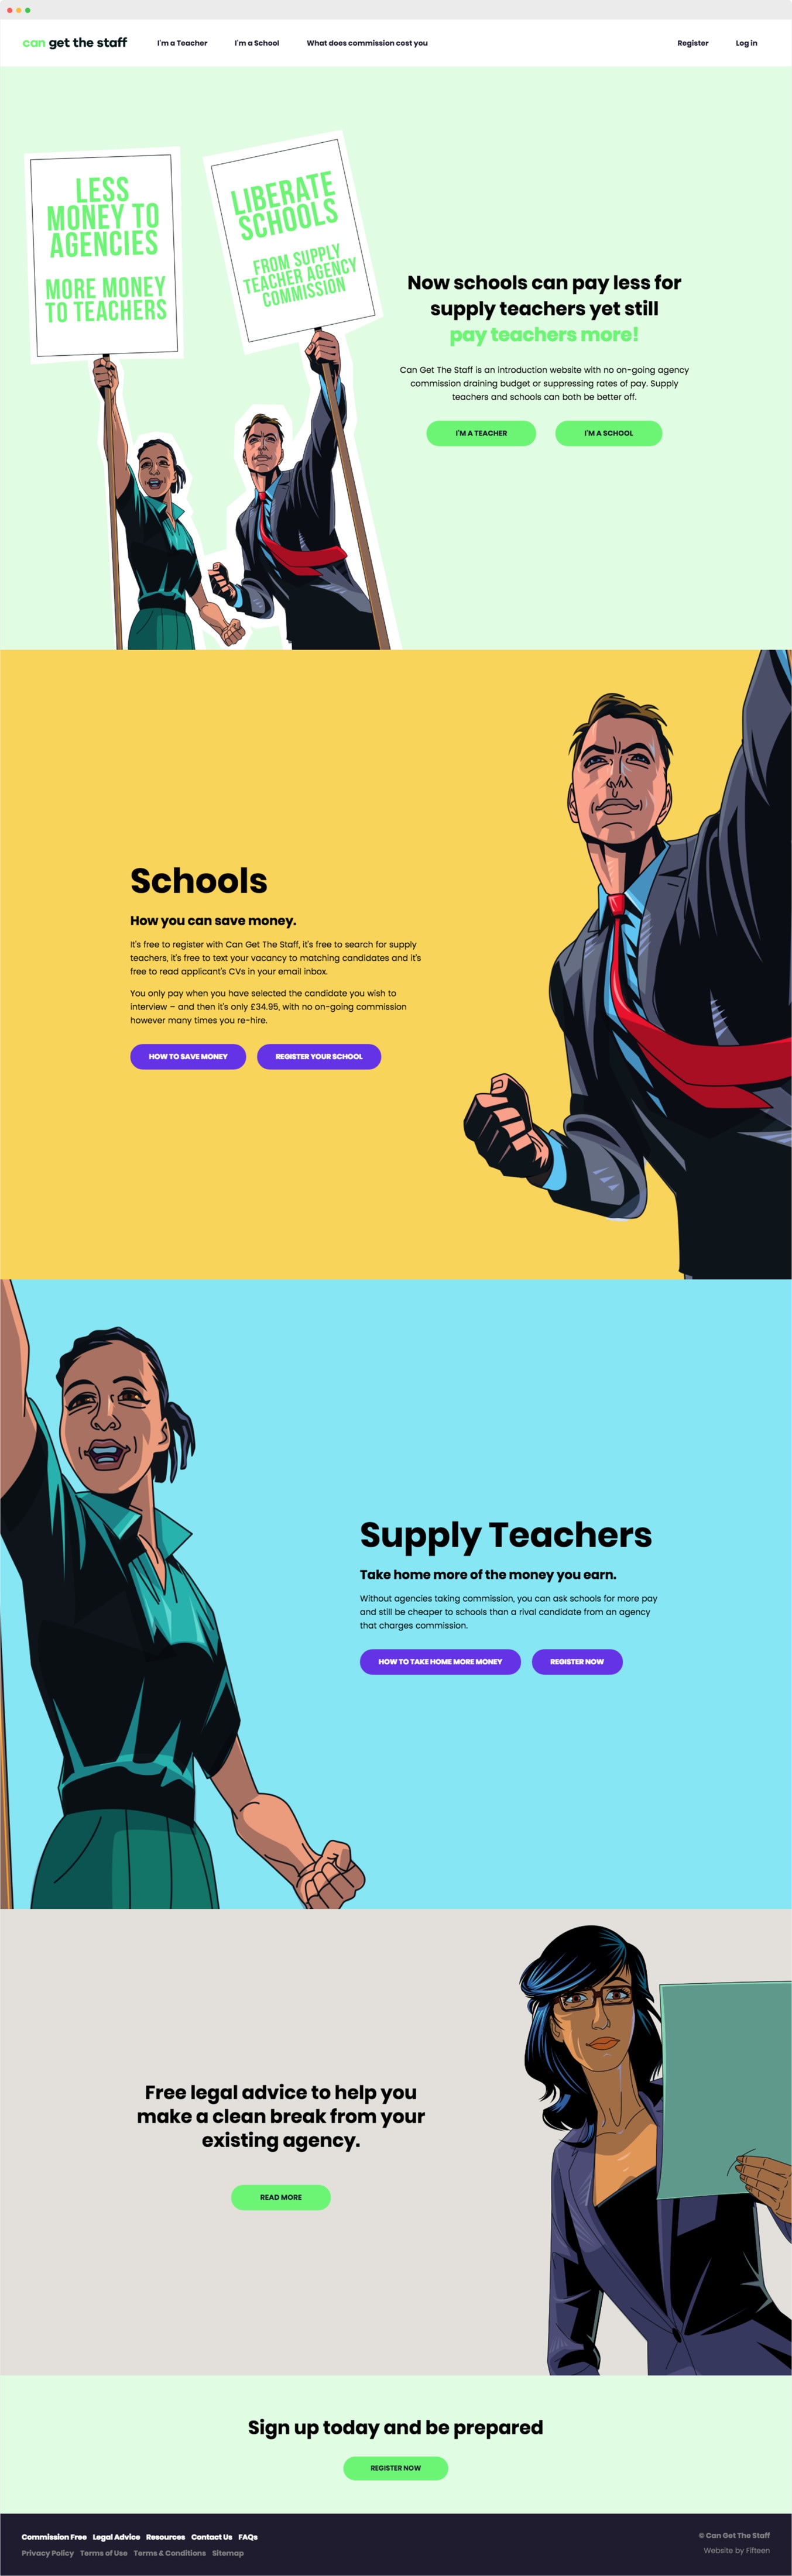 can get the staff
I'm a Teacher
I'm a School
What does commission cost you
Register
Log in
LESS
MONEY TO
AGENCIES
MORE MONEY
TO TEACHERS
LIBERATE
SCHOOLS
FROM SUPPLY
TEACHER AGENCY
COMMISSION
Now schools can pay less for
supply teachers yet still
pay teachers more!
Can Get The Staff is an introduction website with no on-going agency
commission draining budget or suppressing rates of pay. Supply
teachers and schools can both be better off.
I'M A TEACHER
I'M A SCHOOL
Schools
How you can save money.
It's free to register with Can Get The Staff, it's free to search for supply
teachers, it's free to text your vacancy to matching candidates and it's
free to read applicant's CVs in your email inbox.
You only pay when you have selected the candidate you wish to
interview – and then it's only £34.95, with no on-going commission
however many times you re-hire.
HOW TO SAVE MONEY
REGISTER YOUR SCHOOL
Supply Teachers
Take home more of the money you earn.
Without agencies taking commission, you can ask schools for more pay
and still be cheaper to schools than a rival candidate from an agency
that charges commission.
HOW TO TAKE HOME MORE MONEY
REGISTER NOW
Free legal advice to help you
make a clean break from your
existing agency.
READ MORE
Sign up today and be prepared
REGISTER NOW
Commission Free Legal Advice Resources Contact Us FAQs
Privacy Policy Terms of Use Terms & Conditions Sitemap
© Can Get The Staff
Website by Fifteen